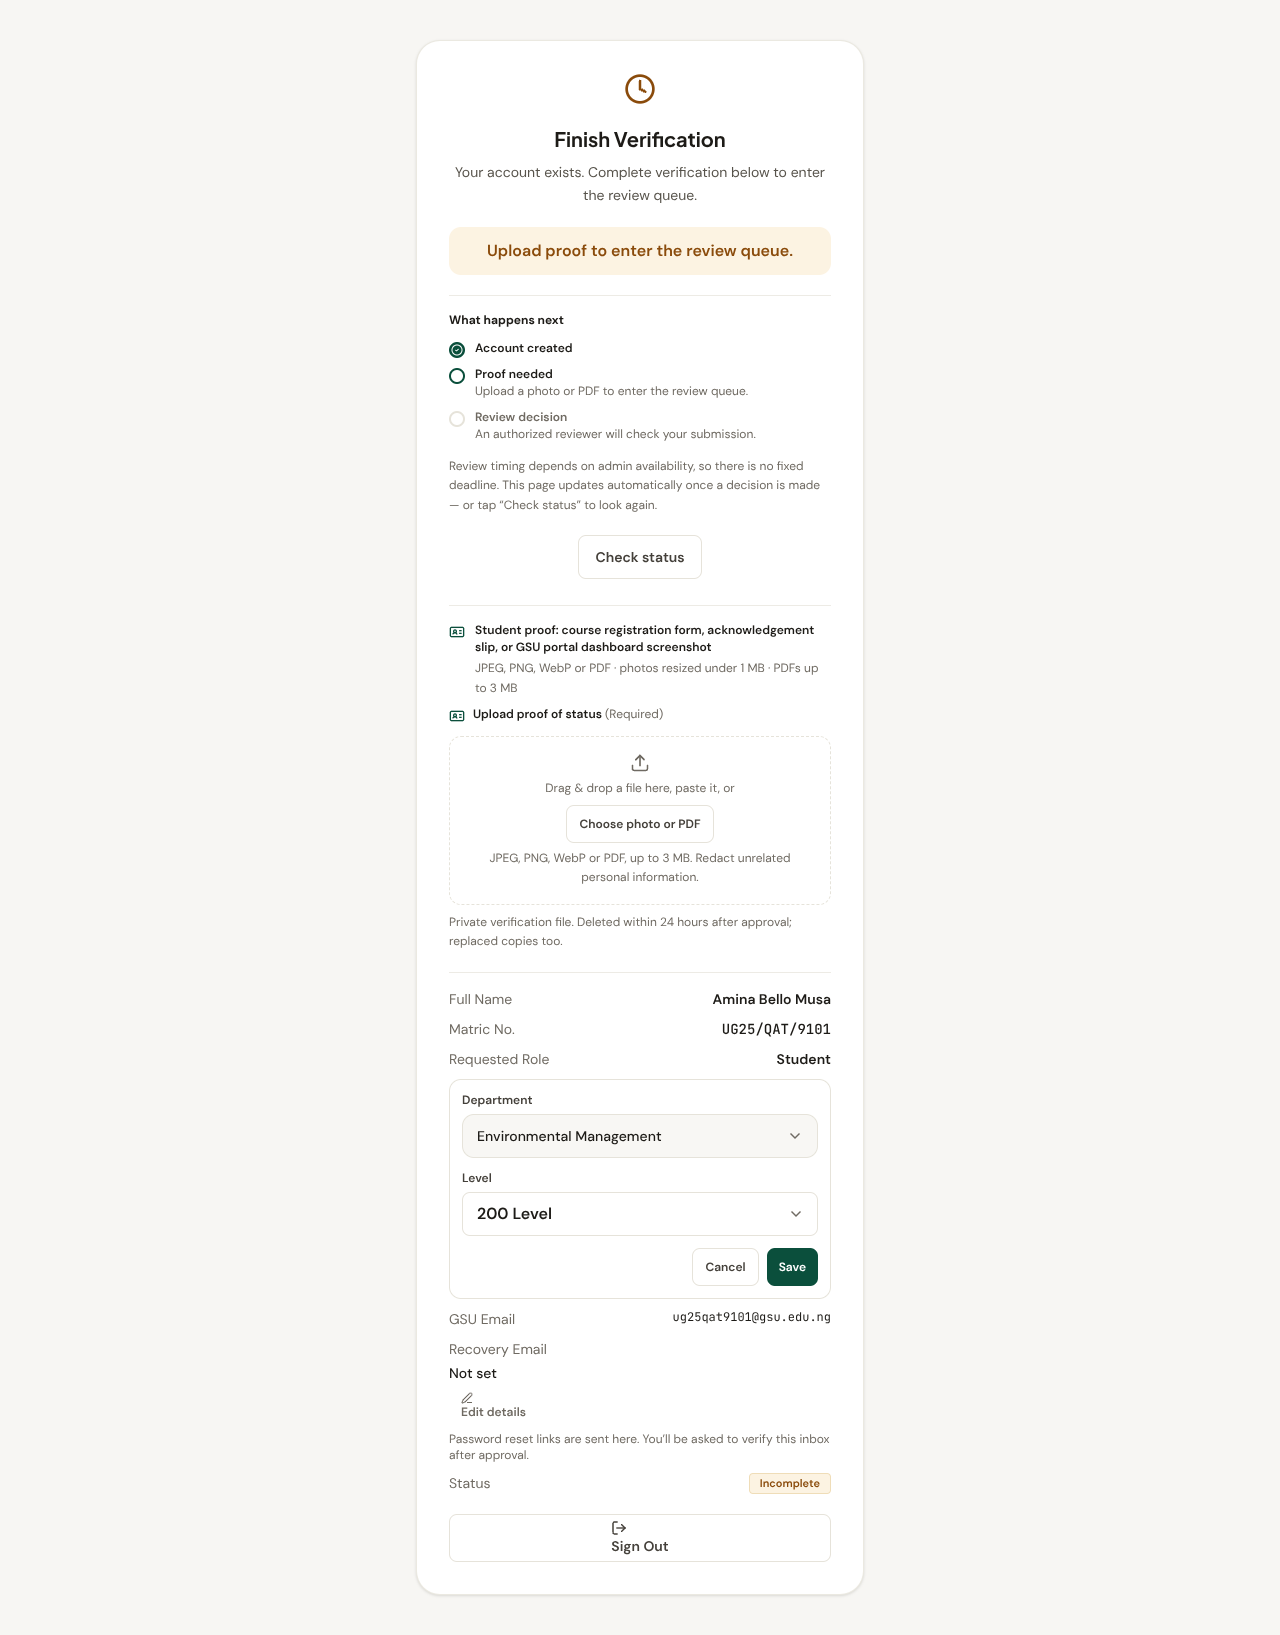 Finish Verification
Your account exists. Complete verification below to enter
the review queue.
Upload proof to enter the review queue.
What happens next
Account created
Proof needed
Upload a photo or PDF to enter the review queue.
Review decision
An authorized reviewer will check your submission.
Review timing depends on admin availability, so there is no fixed
deadline. This page updates automatically once a decision is made
— or tap “Check status” to look again.
Check status
Student proof: course registration form, acknowledgement
slip, or GSU portal dashboard screenshot
JPEG, PNG, WebP or PDF · photos resized under 1 MB · PDFs up
to 3 MB
Upload proof of status (Required)
Drag & drop a file here, paste it, or
Choose photo or PDF
JPEG, PNG, WebP or PDF, up to 3 MB. Redact unrelated
personal information.
Private verification file. Deleted within 24 hours after approval;
replaced copies too.
Full Name Amina Bello Musa
Matric No. UG25/QAT/9101
Requested Role Student
Department
Environmental Management
Level
200 Level
Cancel Save
GSU Email ug25qat9101@gsu.edu.ng
Recovery Email
Not set
Edit details
Password reset links are sent here. You’ll be asked to verify this inbox
after approval.
Status Incomplete
Sign Out